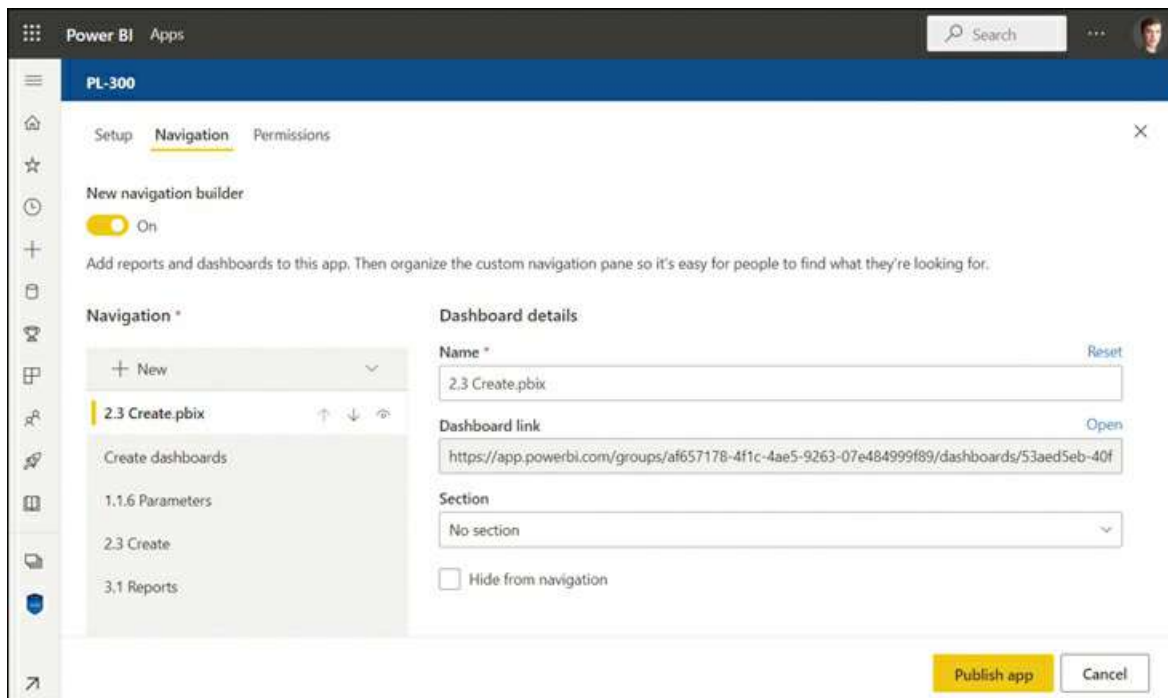 Power BI Apps Search
PL-300
Setup Navigation Permissions
New navigation builder
On
Add reports and dashboards to this app. Then organize the custom navigation pane so it's easy for people to find what they're looking for.
Navigation *
+ New
2.3 Create.pbix
Create dashboards
1.1.6 Parameters
2.3 Create
3.1 Reports
Dashboard details
Name * Reset
2.3 Create.pbix
Dashboard link Open
https://app.powerbi.com/groups/af657178-4f1c-4ae5-9263-07e484999f89/dashboards/53aed5eb-40f
Section
No section
Hide from navigation
Publish app Cancel